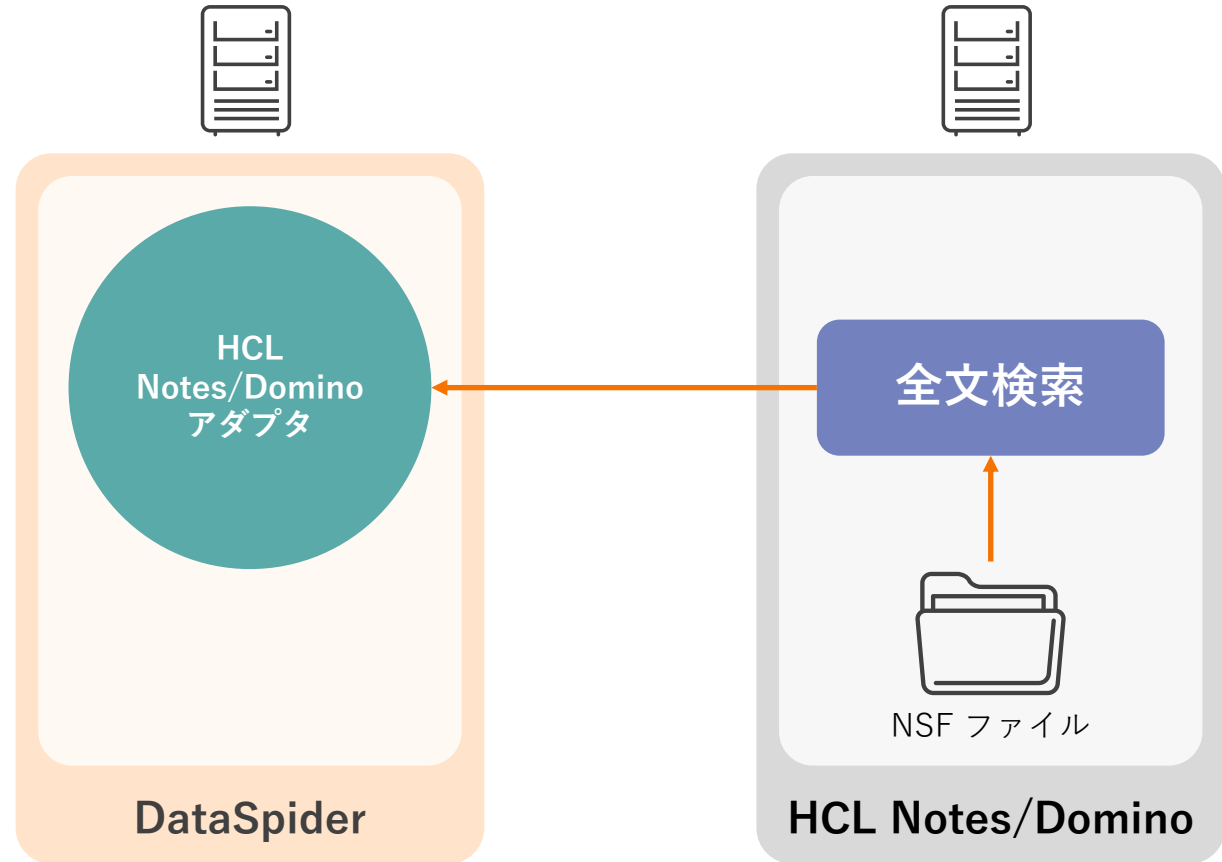 HCL
Notes/Domino
アダプタ
全文検索
NSF ファイル
DataSpider
HCL Notes/Domino